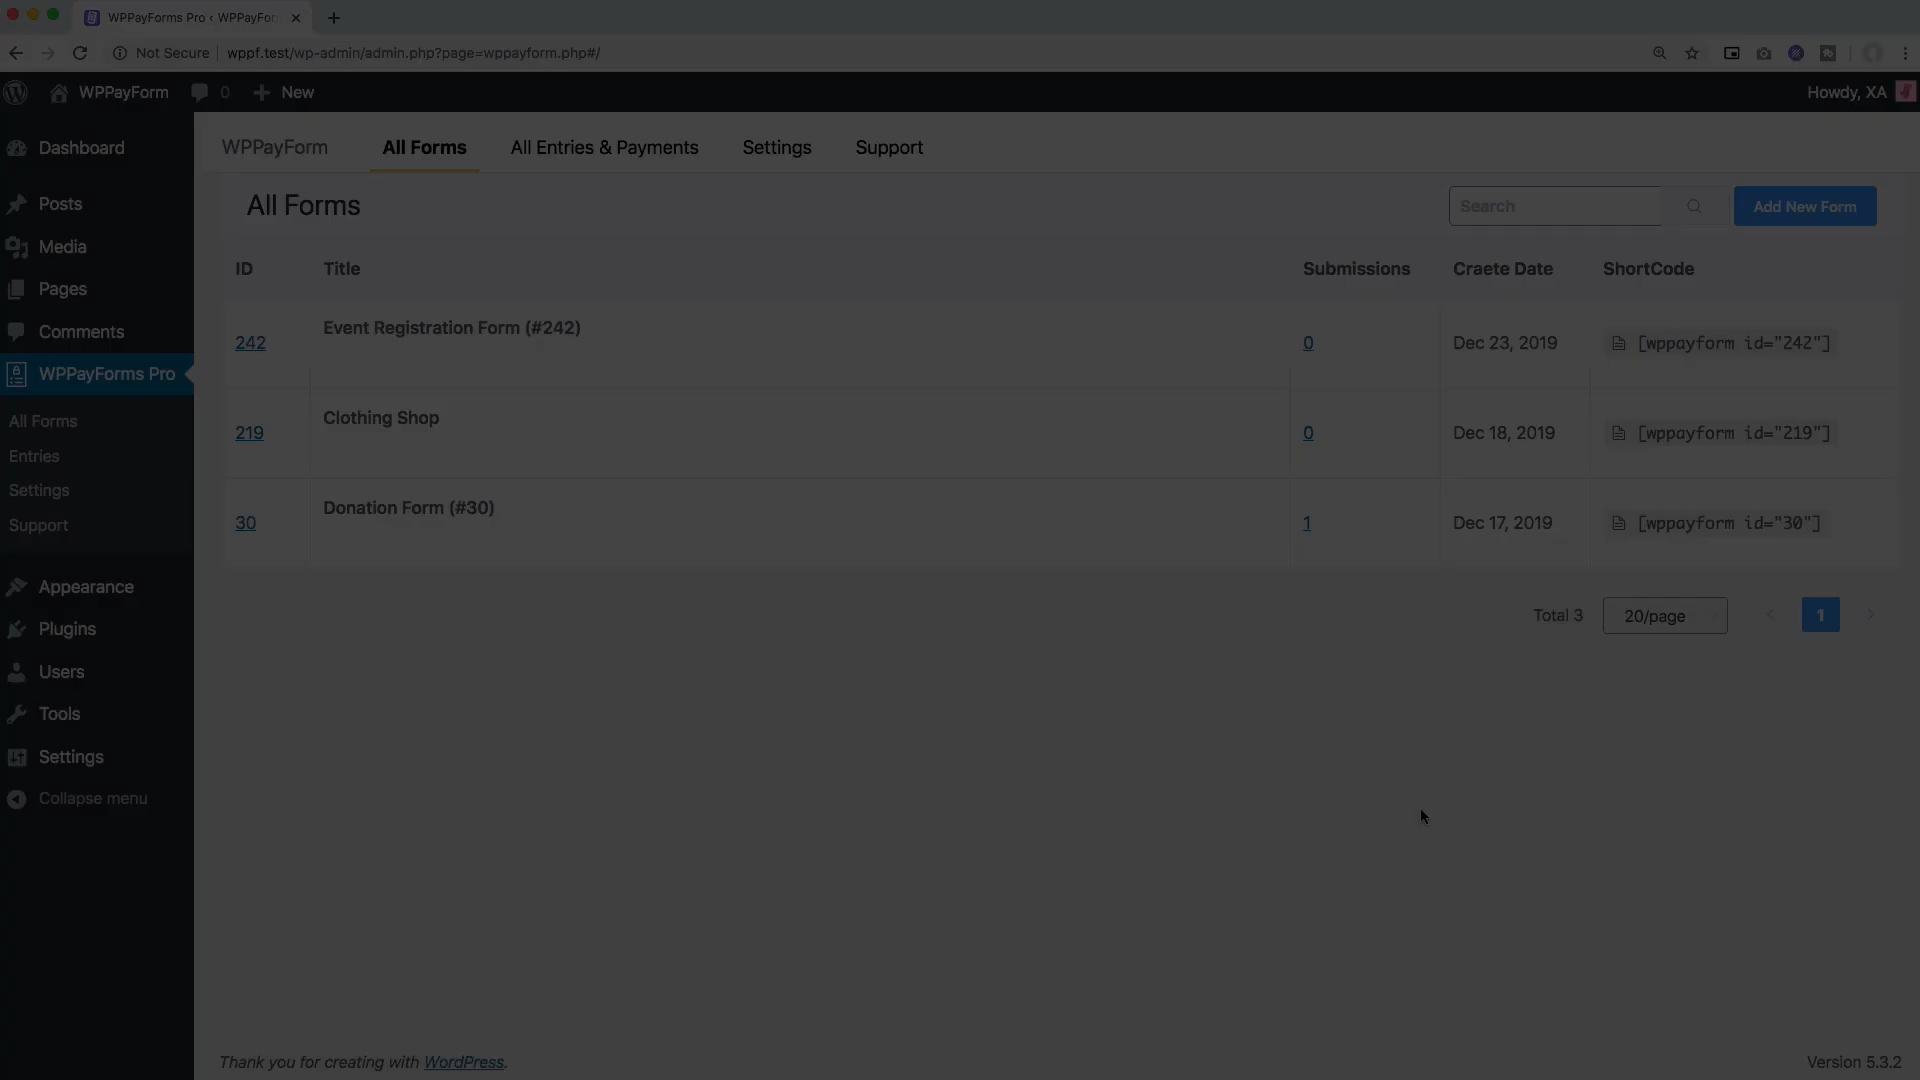 WPPayForms Pro ‹ WPPayFor
Not Secure
wppf.test/wp-admin/admin.php?page=wppayform.php#/
WPPayForm
0
New
Howdy, XA
Dashboard
Posts
Media
Pages
Comments
WPPayForms Pro
All Forms
Entries
Settings
Support
Appearance
Plugins
Users
Tools
Settings
Collapse menu
WPPayForm All Forms All Entries & Payments Settings Support
All Forms
Search
Add New Form
ID Title Submissions Craete Date ShortCode
242 Event Registration Form (#242) 0 Dec 23, 2019 [wppayform id="242"]
219 Clothing Shop 0 Dec 18, 2019 [wppayform id="219"]
30 Donation Form (#30) 1 Dec 17, 2019 [wppayform id="30"]
Total 3 20/page 1
Thank you for creating with WordPress.
Version 5.3.2